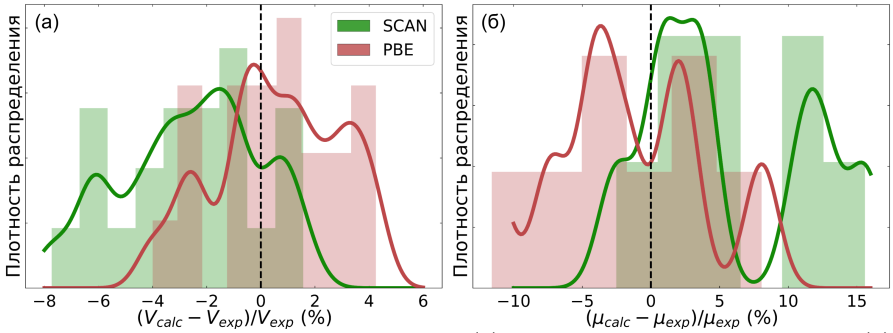 (а)
SCAN
PBE
Плотность распределения
−8 −6 −4 −2 0 2 4 6
(V_calc − V_exp)/V_exp (%)
(б)
Плотность распределения
−10 −5 0 5 10 15
(μ_calc − μ_exp)/μ_exp (%)